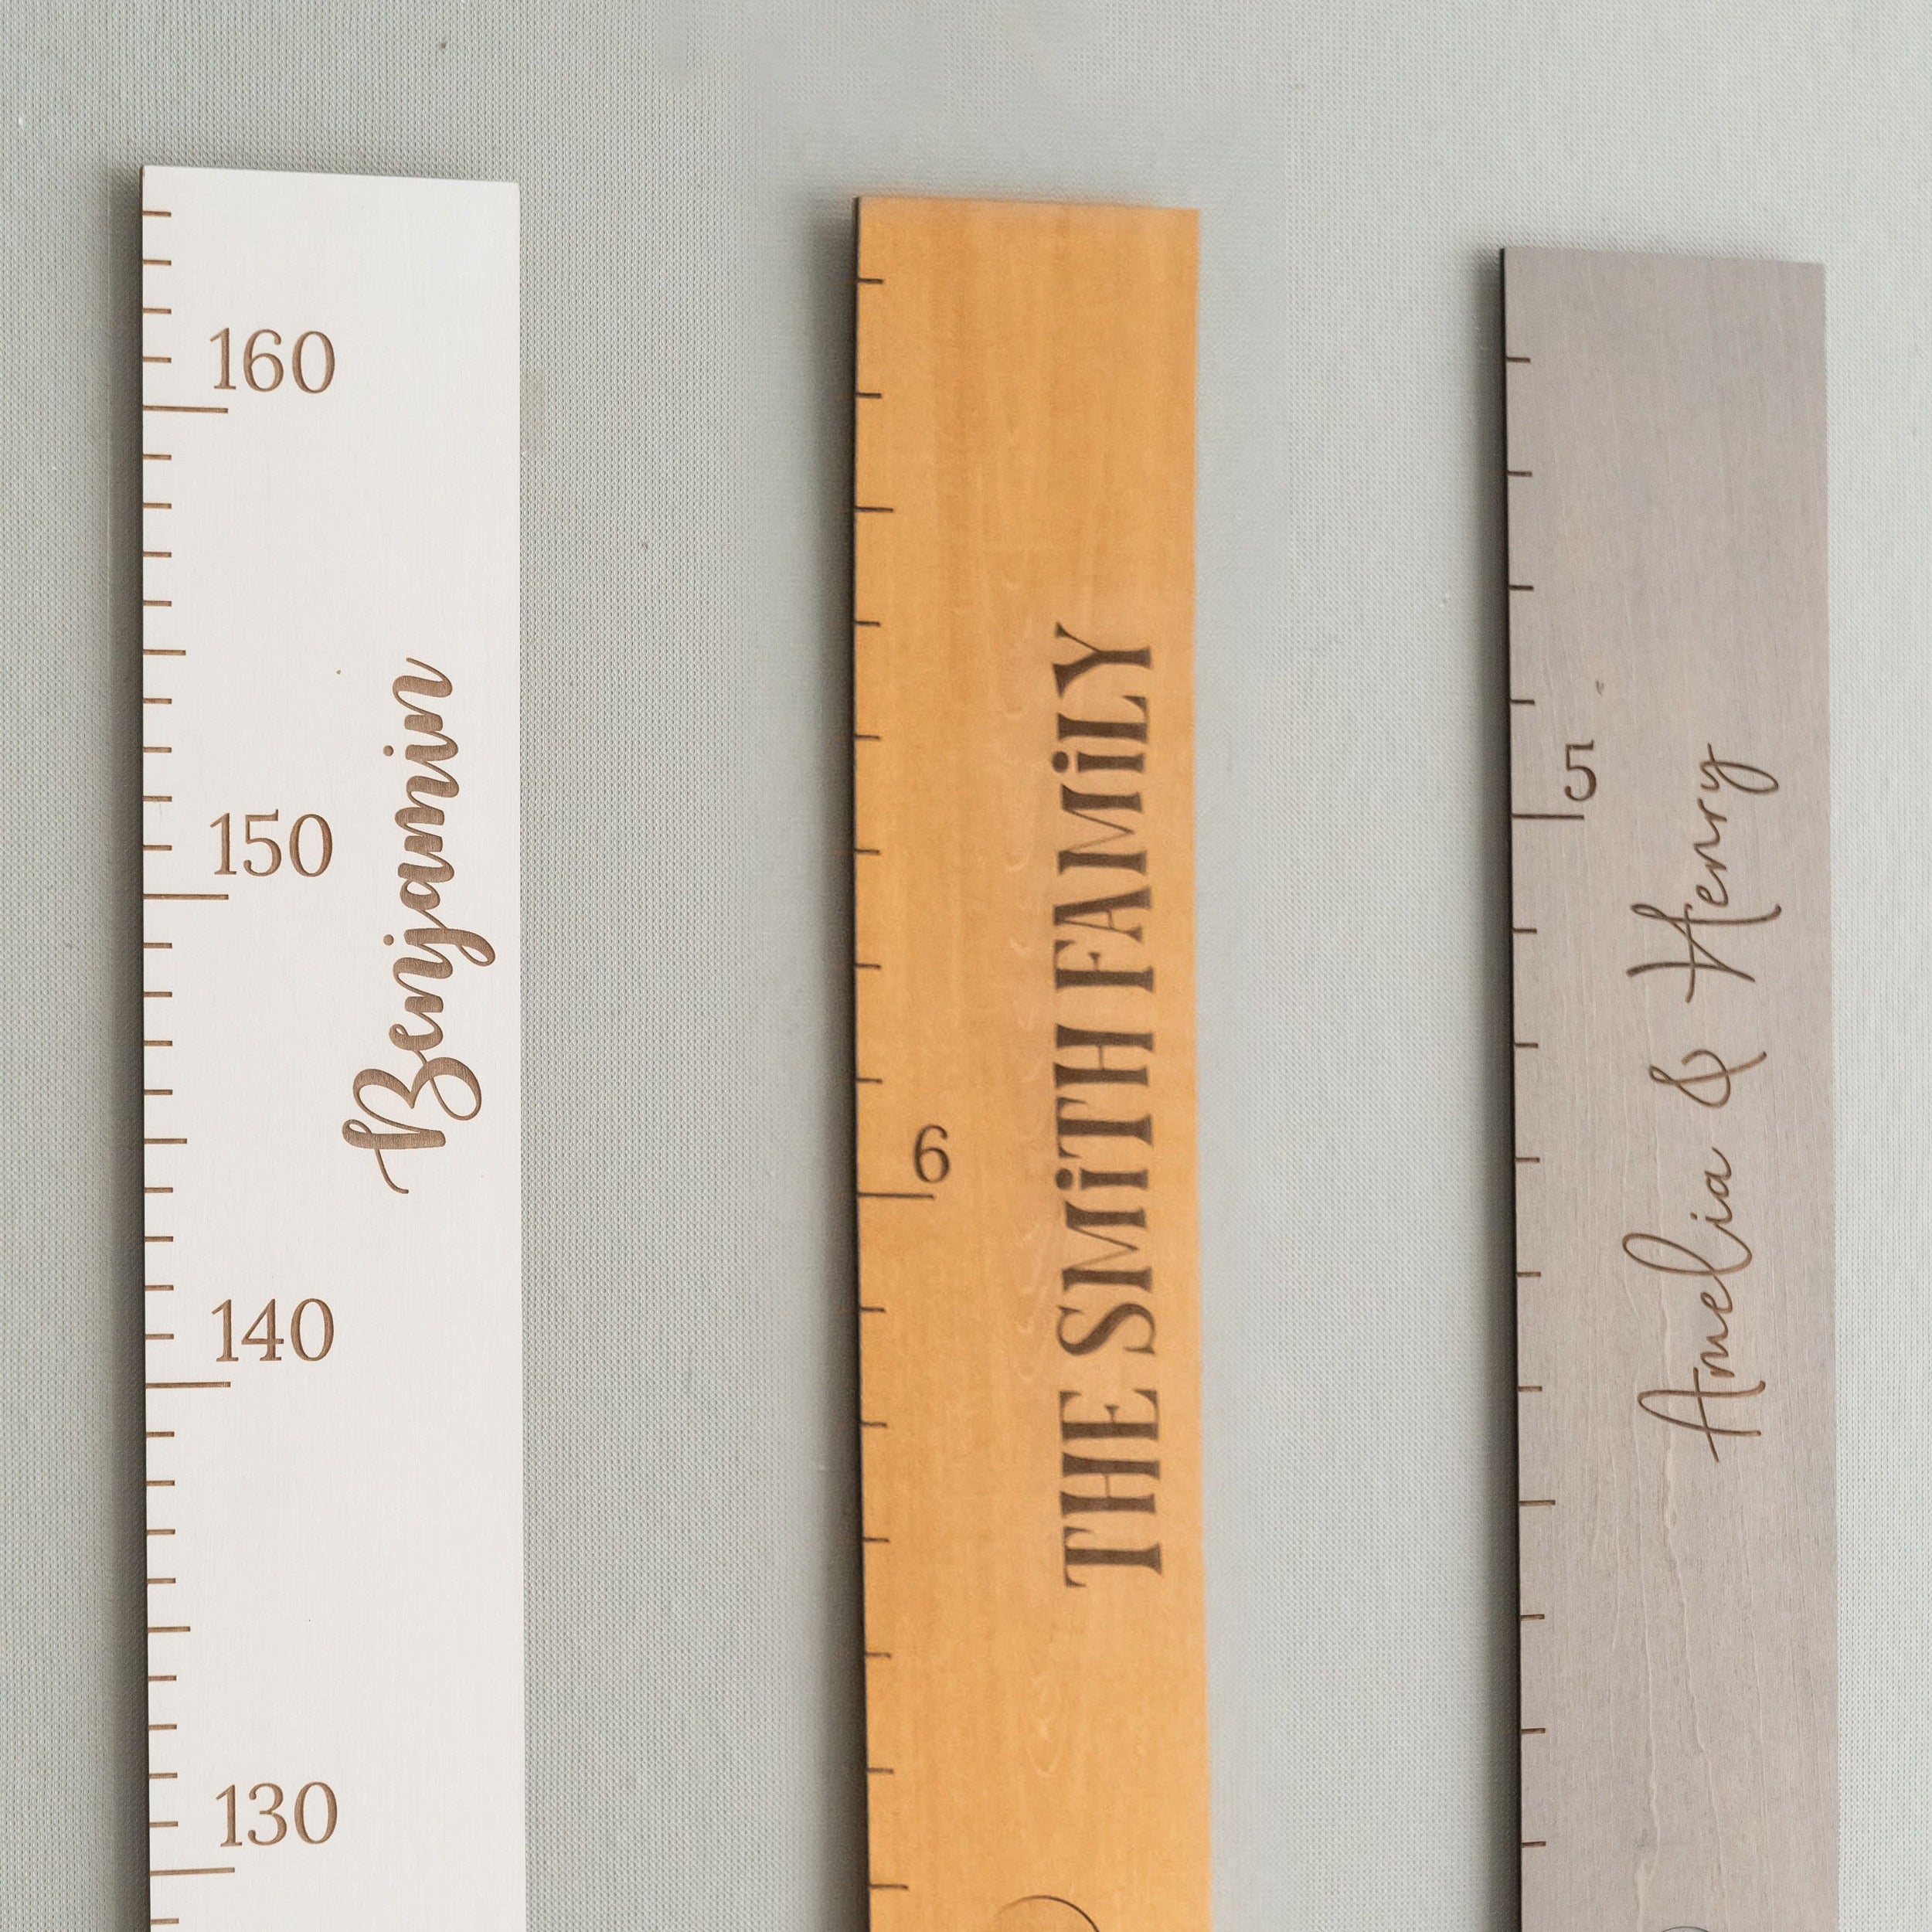 160
150
140
130
Benjamin
6
THE SMiTH FAMiLY
5
Amelia & Henry